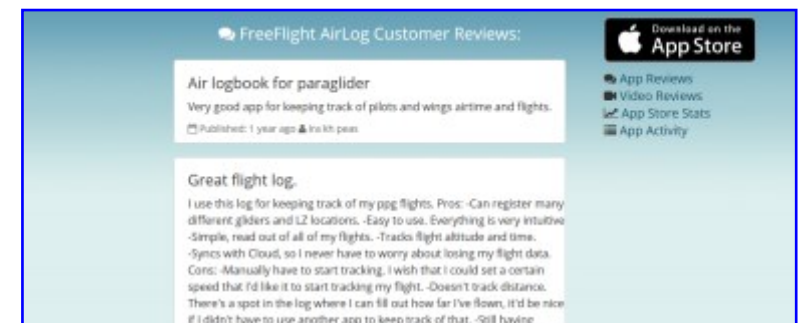 FreeFlight AirLog Customer Reviews:
Download on the
App Store
Air logbook for paraglider
Very good app for keeping track of pilots and wings airtime and flights.
Published: 1 year ago Ira kh peas
App Reviews
Video Reviews
App Store Stats
App Activity
Great flight log.
I use this log for keeping track of my ppg flights. Pros: -Can register many
different gliders and LZ locations. -Easy to use. Everything is very intuitive
-Simple, read out of all of my flights. -Tracks flight altitude and time.
-Syncs with Cloud, so I never have to worry about losing my flight data.
Cons: -Manually have to start tracking. I wish that I could set a certain
speed that I'd like it to start tracking my flight. -Doesn't track distance.
There's a spot in the log where I can fill out how far I've flown, it'd be nice
if I didn't have to use another app to keep track of that. -Still having